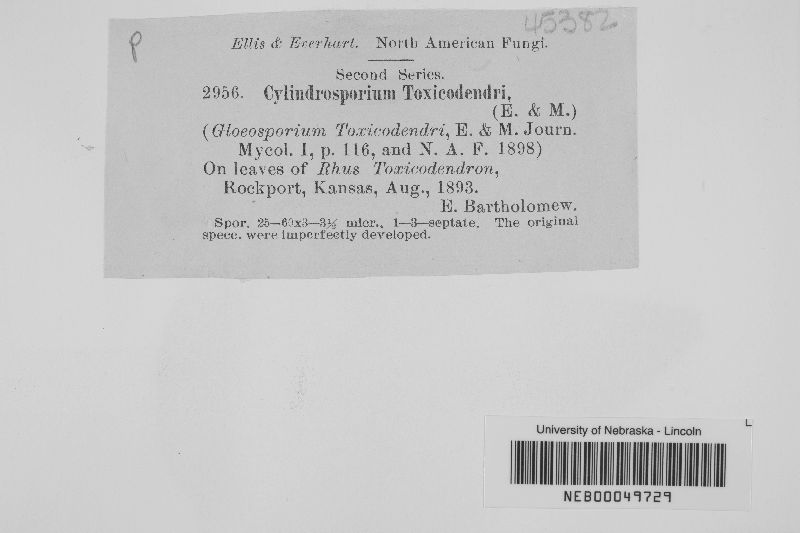 45382
P
Ellis & Everhart. North American Fungi.
Second Series.
2956. Cylindrosporium Toxicodendri,
(E. & M.)
(Gloeosporium Toxicodendri, E. & M. Journ.
Mycol. I, p. 116, and N. A. F. 1898)
On leaves of Rhus Toxicodendron,
Rockport, Kansas, Aug., 1893.
E. Bartholomew.
Spor. 25—60x3—3½ micr., 1—3—septate. The original
specc. were imperfectly developed.
University of Nebraska - Lincoln
NEB00049729
L